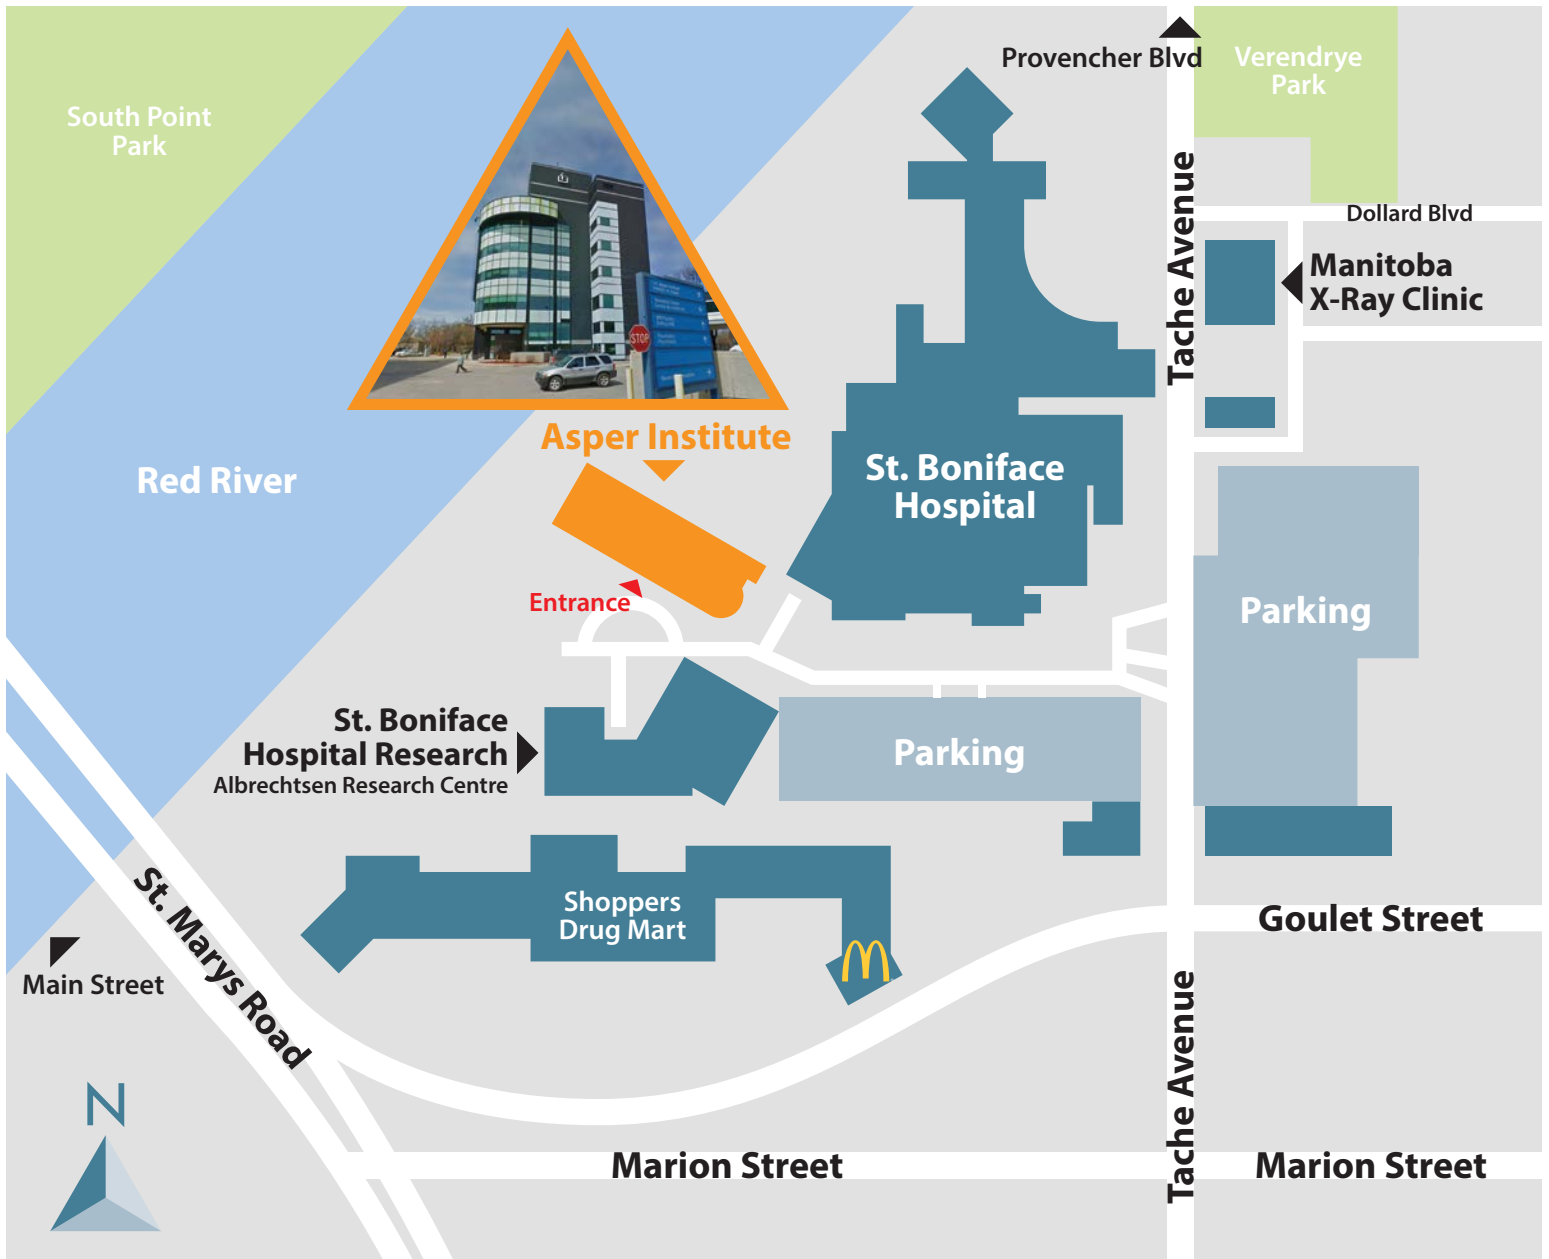 Provencher Blvd
Verendrye
Park
South Point
Park
Tache Avenue
Dollard Blvd
Manitoba
X-Ray Clinic
STOP
Asper Institute
Red River
St. Boniface
Hospital
Entrance
Parking
St. Boniface
Hospital Research
Albrechtsen Research Centre
Parking
St. Marys Road
Shoppers
Drug Mart
Goulet Street
Main Street
Tache Avenue
N
Marion Street
Marion Street